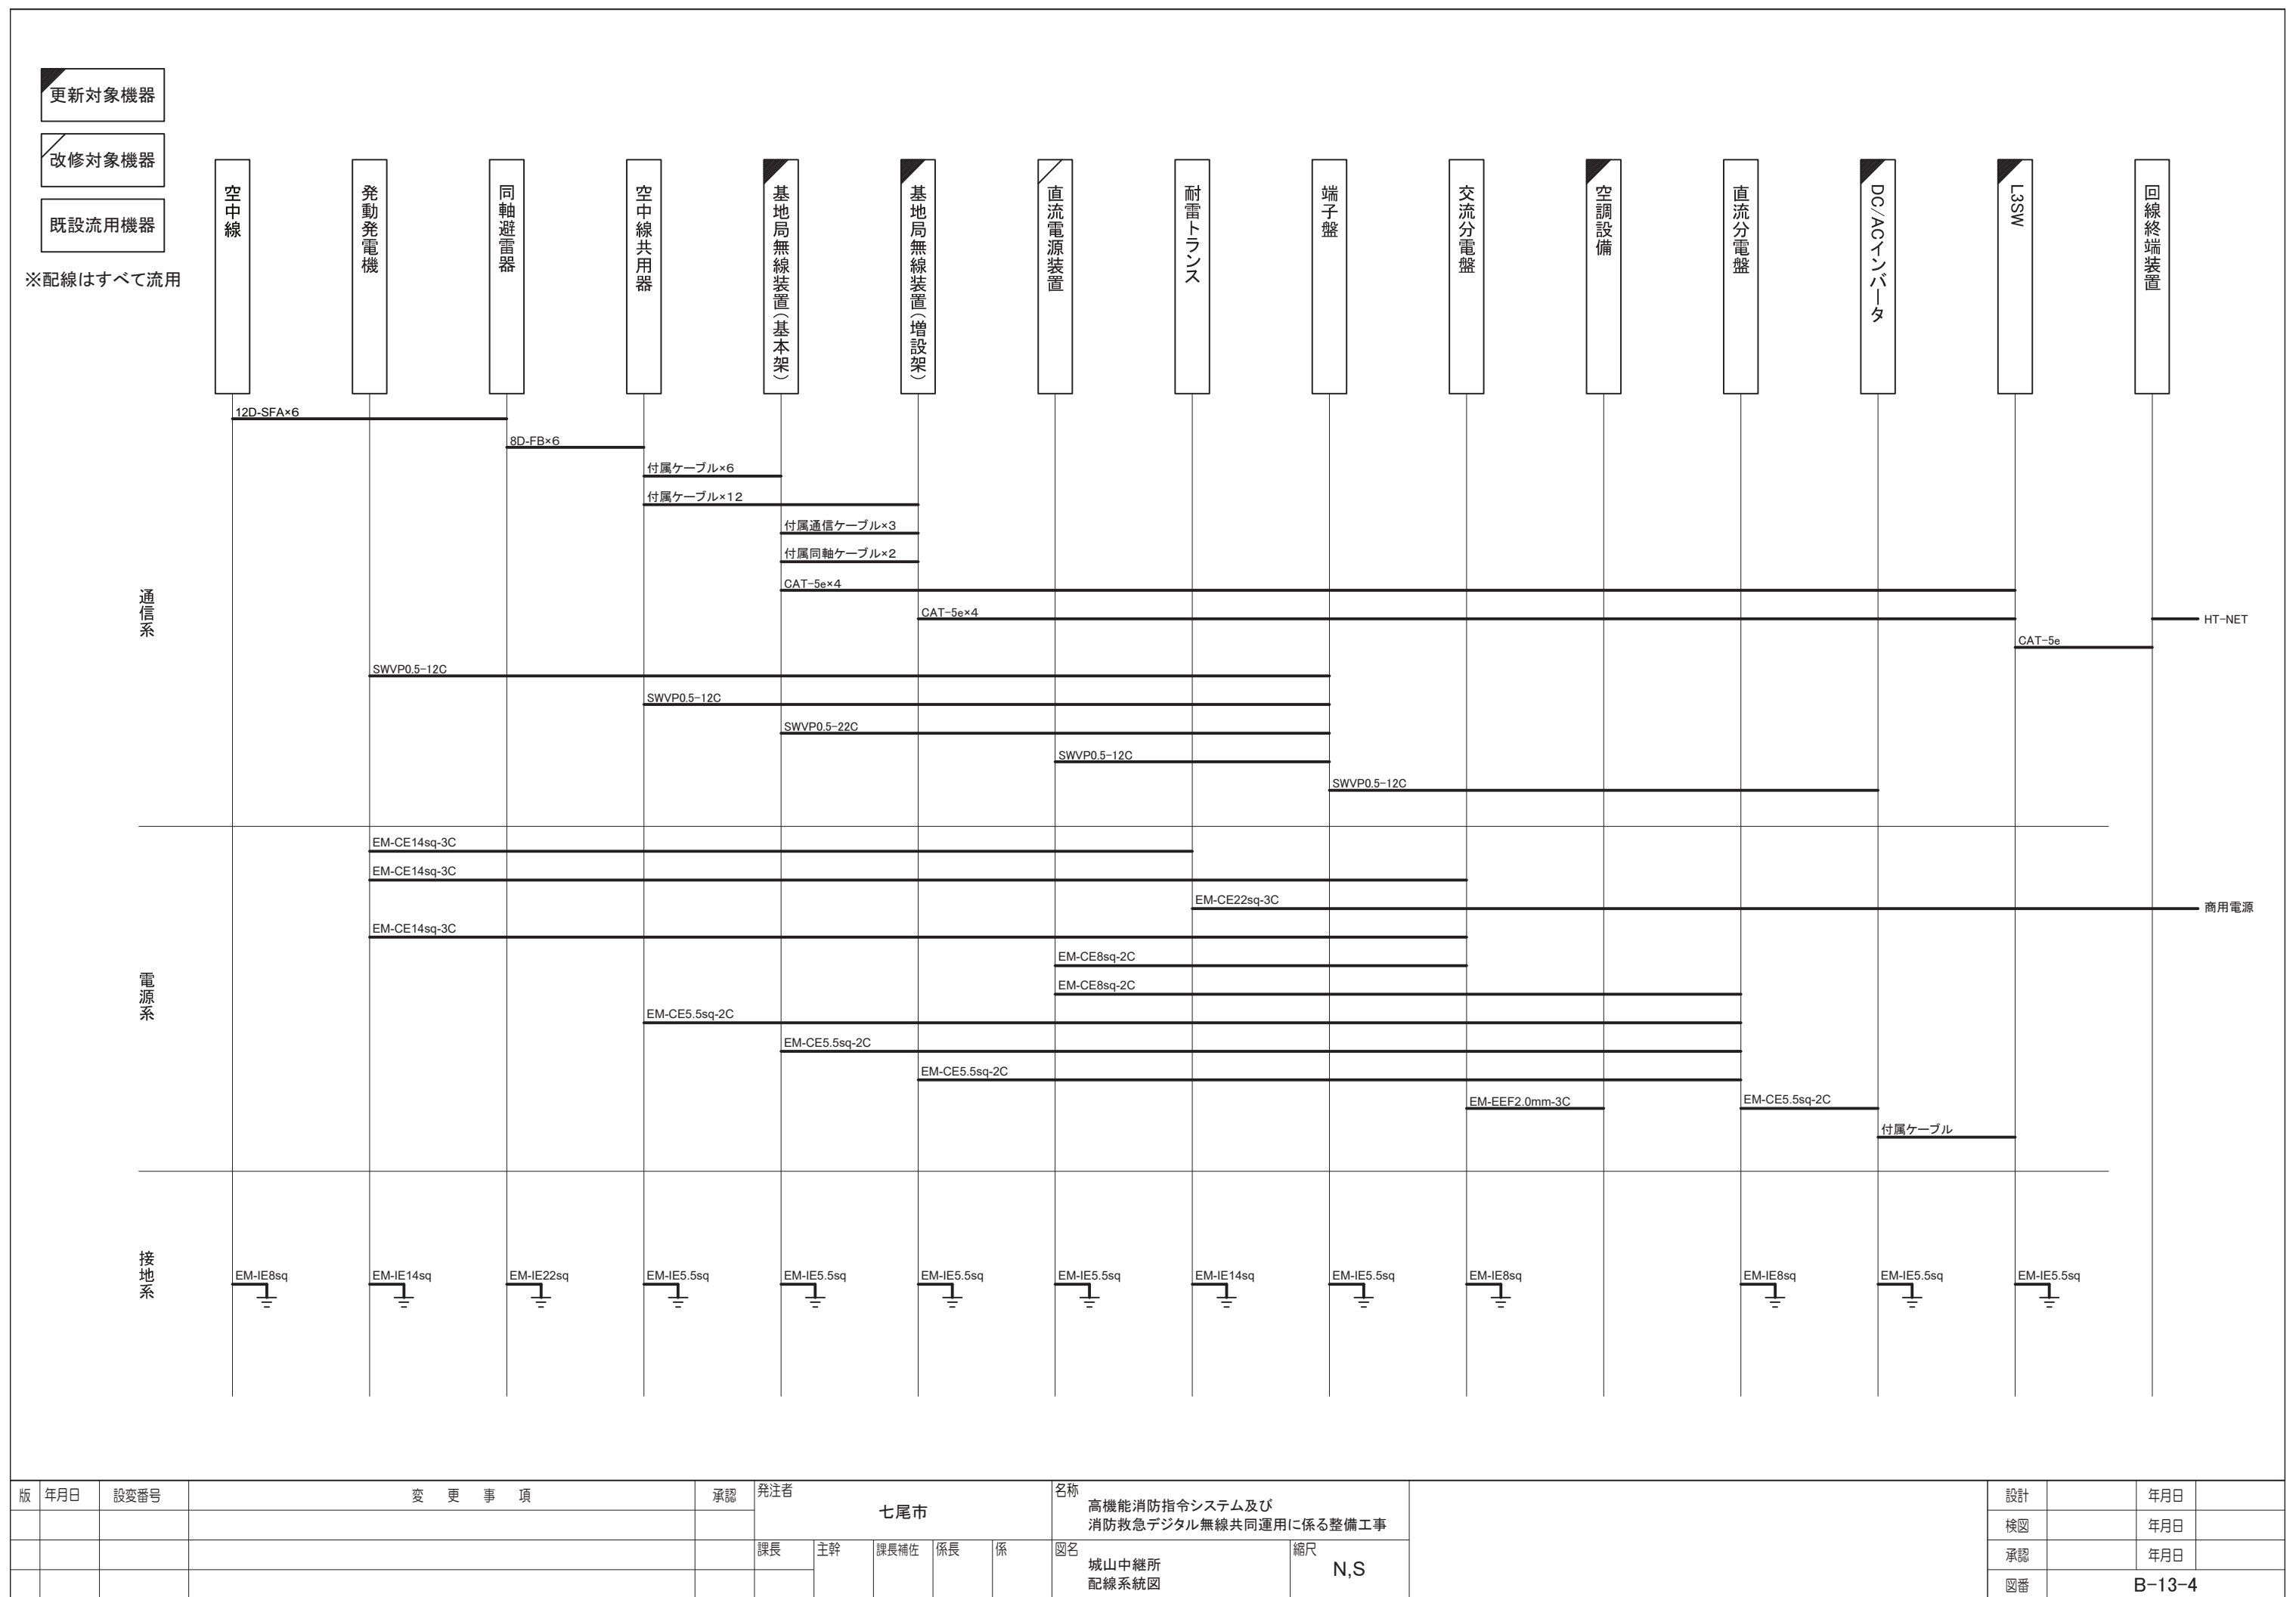 更新対象機器
改修対象機器
既設流用機器
※配線はすべて流用
空中線
発動発電機
同軸避雷器
空中線共用器
基地局無線装置(基本架)
基地局無線装置(増設架)
直流電源装置
耐雷トランス
端子盤
交流分電盤
空調設備
直流分電盤
DC/ACインバータ
L3SW
回線終端装置
通信系
12D-SFA×6
8D-FB×6
付属ケーブル×6
付属ケーブル×12
付属通信ケーブル×3
付属同軸ケーブル×2
CAT-5e×4
CAT-5e×4
HT-NET
CAT-5e
SWVP0.5-12C
SWVP0.5-12C
SWVP0.5-22C
SWVP0.5-12C
SWVP0.5-12C
電源系
EM-CE14sq-3C
EM-CE14sq-3C
EM-CE22sq-3C
商用電源
EM-CE14sq-3C
EM-CE8sq-2C
EM-CE8sq-2C
EM-CE5.5sq-2C
EM-CE5.5sq-2C
EM-CE5.5sq-2C
EM-EEF2.0mm-3C
EM-CE5.5sq-2C
付属ケーブル
接地系
EM-IE8sq
EM-IE14sq
EM-IE22sq
EM-IE5.5sq
EM-IE5.5sq
EM-IE5.5sq
EM-IE5.5sq
EM-IE14sq
EM-IE5.5sq
EM-IE8sq
EM-IE8sq
EM-IE5.5sq
EM-IE5.5sq
版 年月日 設変番号 変更事項 承認
発注者
七尾市
課長 主幹 課長補佐 係長 係
名称
高機能消防指令システム及び
消防救急デジタル無線共同運用に係る整備工事
図名
城山中継所
配線系統図
縮尺
N,S
設計 年月日
検図 年月日
承認 年月日
図番 B-13-4